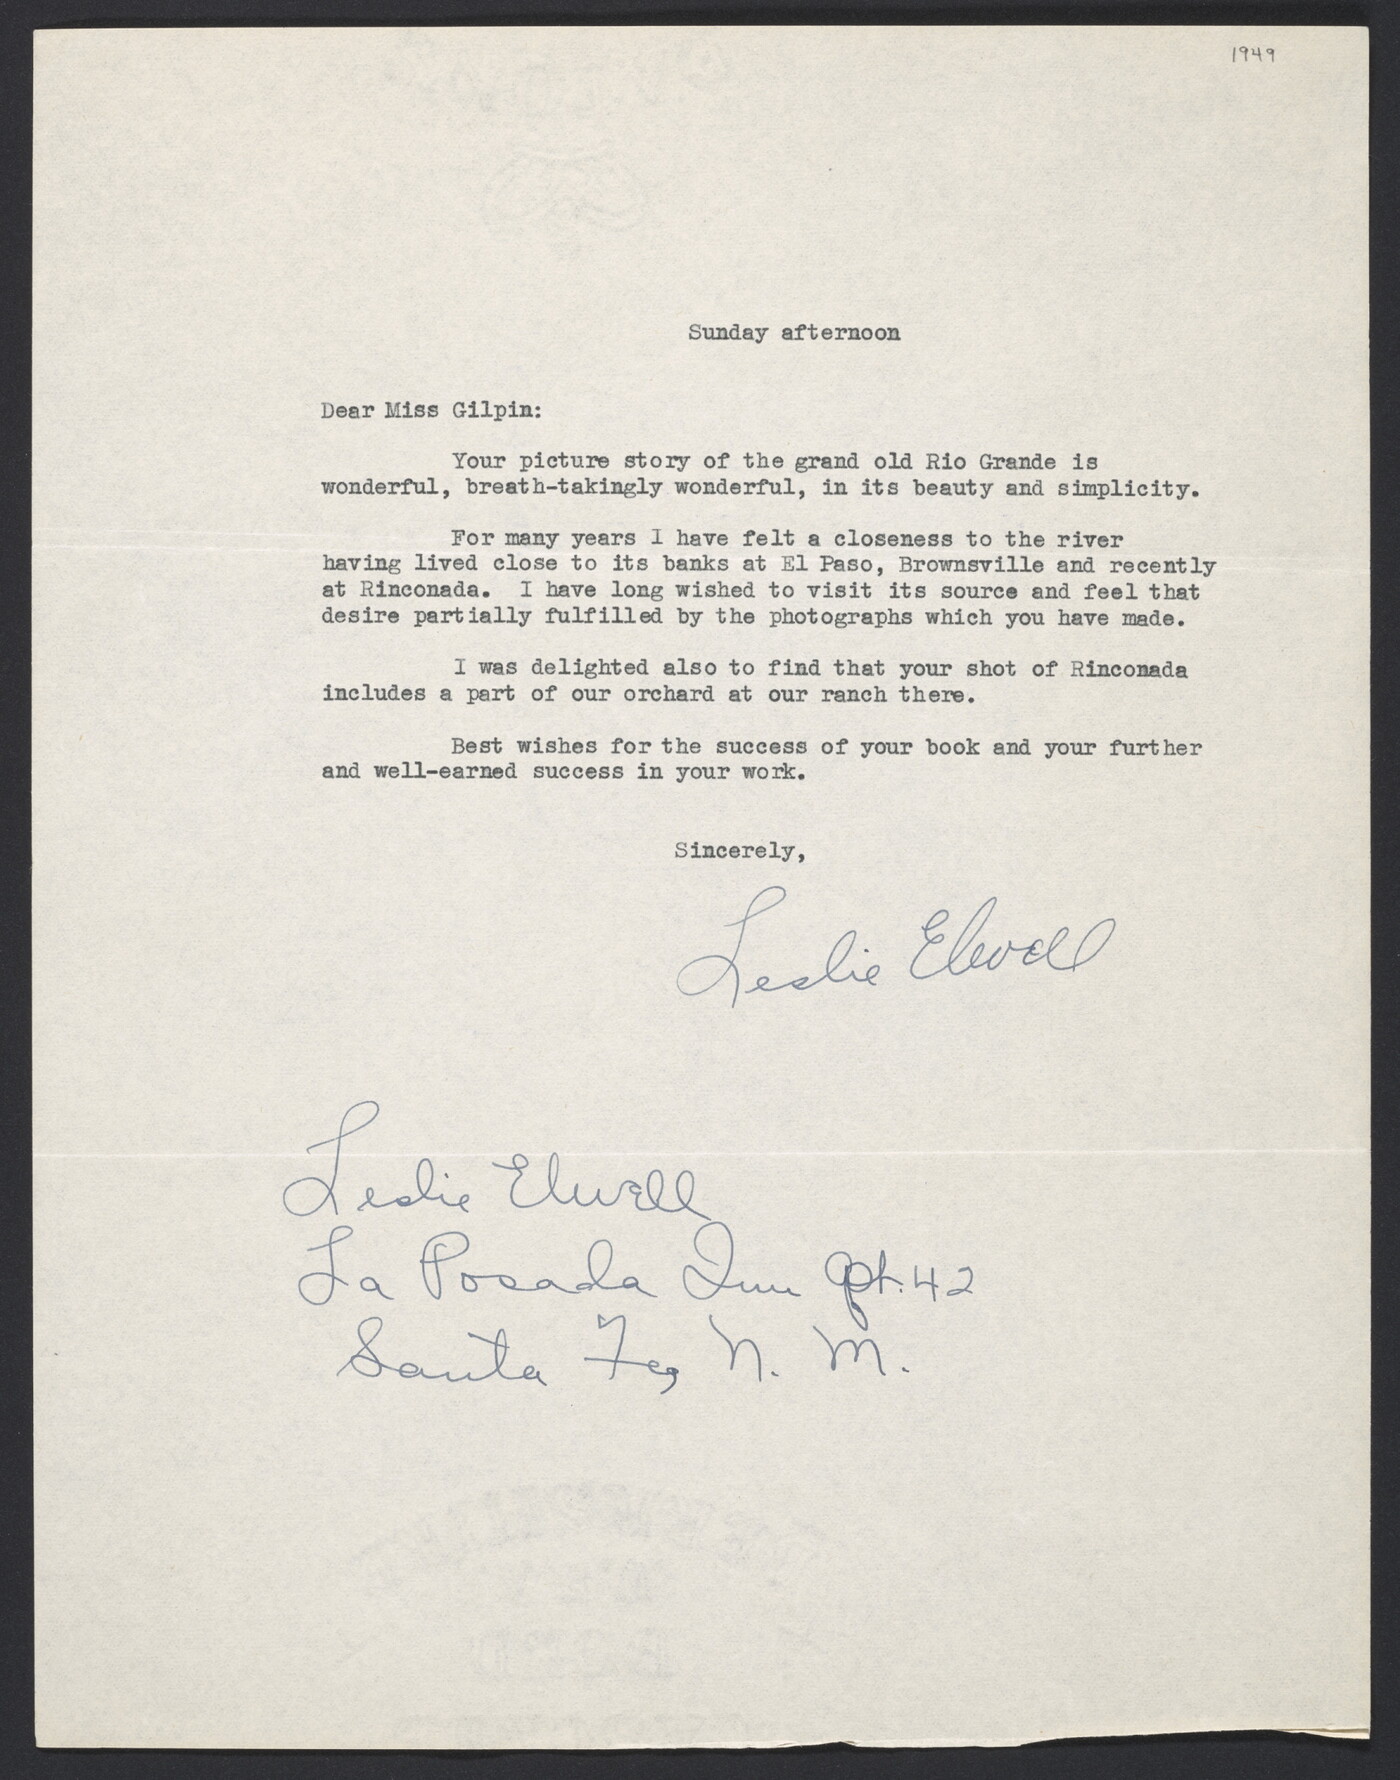 1949
Sunday afternoon
Dear Miss Gilpin:
Your picture story of the grand old Rio Grande is
wonderful, breath-takingly wonderful, in its beauty and simplicity.
For many years I have felt a closeness to the river
having lived close to its banks at El Paso, Brownsville and recently
at Rinconada. I have long wished to visit its source and feel that
desire partially fulfilled by the photographs which you have made.
I was delighted also to find that your shot of Rinconada
includes a part of our orchard at our ranch there.
Best wishes for the success of your book and your further
and well-earned success in your work.
Sincerely,
Leslie Elwell
Leslie Elwell
La Posada Inn Apt. 42
Santa Fe, N. M.